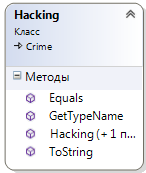 Hacking
Класс
Crime
Методы
Equals
GetTypeName
Hacking (+ 1 п...
ToString